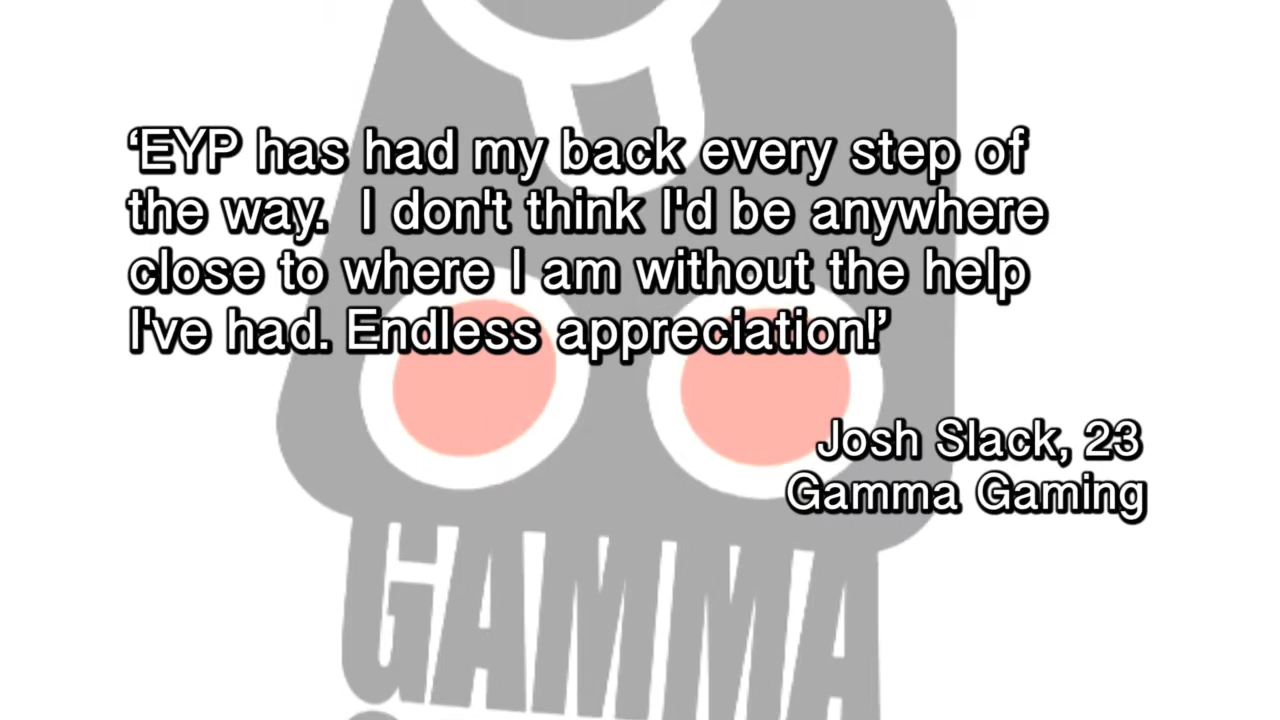 ‘EYP has had my back every step of
the way.  I don't think I'd be anywhere
close to where I am without the help
I've had. Endless appreciation!’
Josh Slack, 23
Gamma Gaming
GAMMA